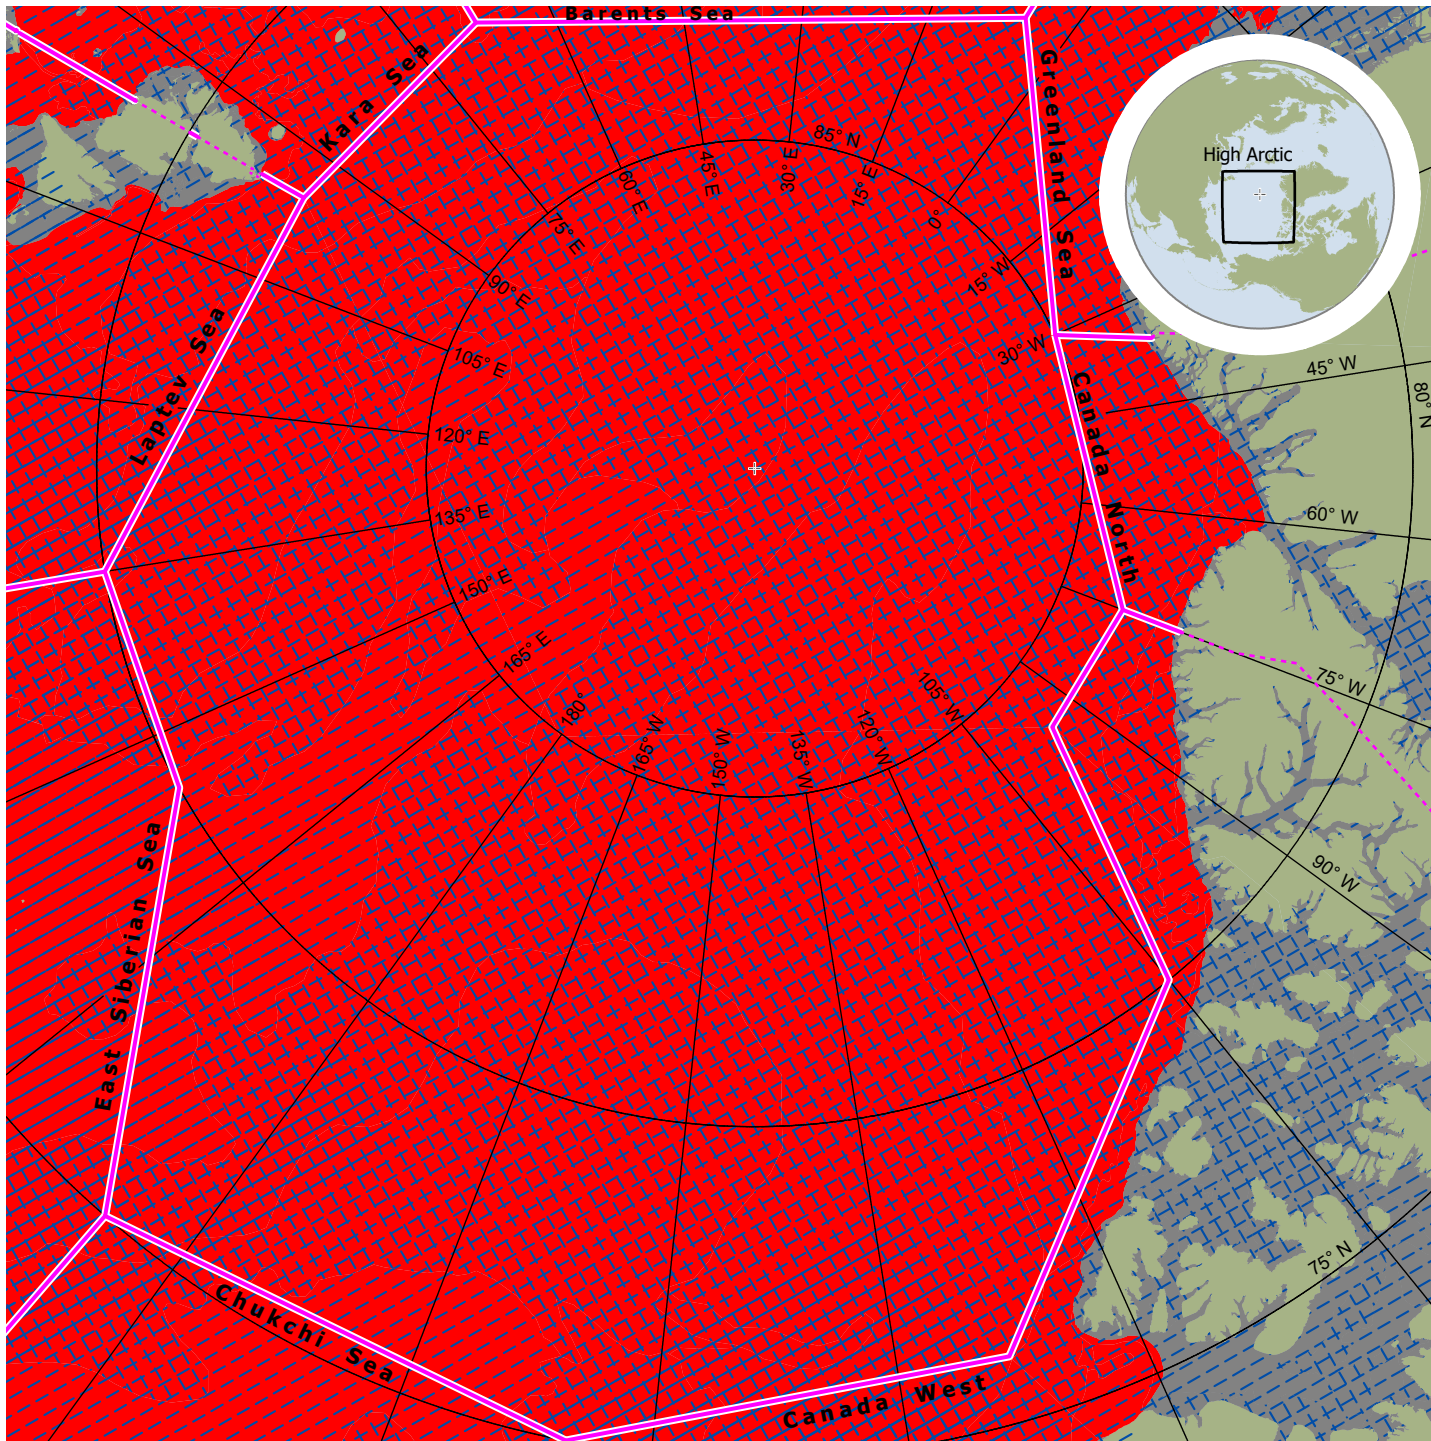 Barents Sea
Kara Sea
Greenland Sea
High Arctic
85° N
45° E
30° E
15° E
60° E
0°
75° E
15° W
90° E
Laptev Sea
105° E
30° W
45° W
80° N
Canada North
120° E
135° E
60° W
150° E
165° E
75° W
180°
165° W
150° W
135° W
120° W
105° W
90° W
East Siberian Sea
75° N
Chukchi Sea
Canada West